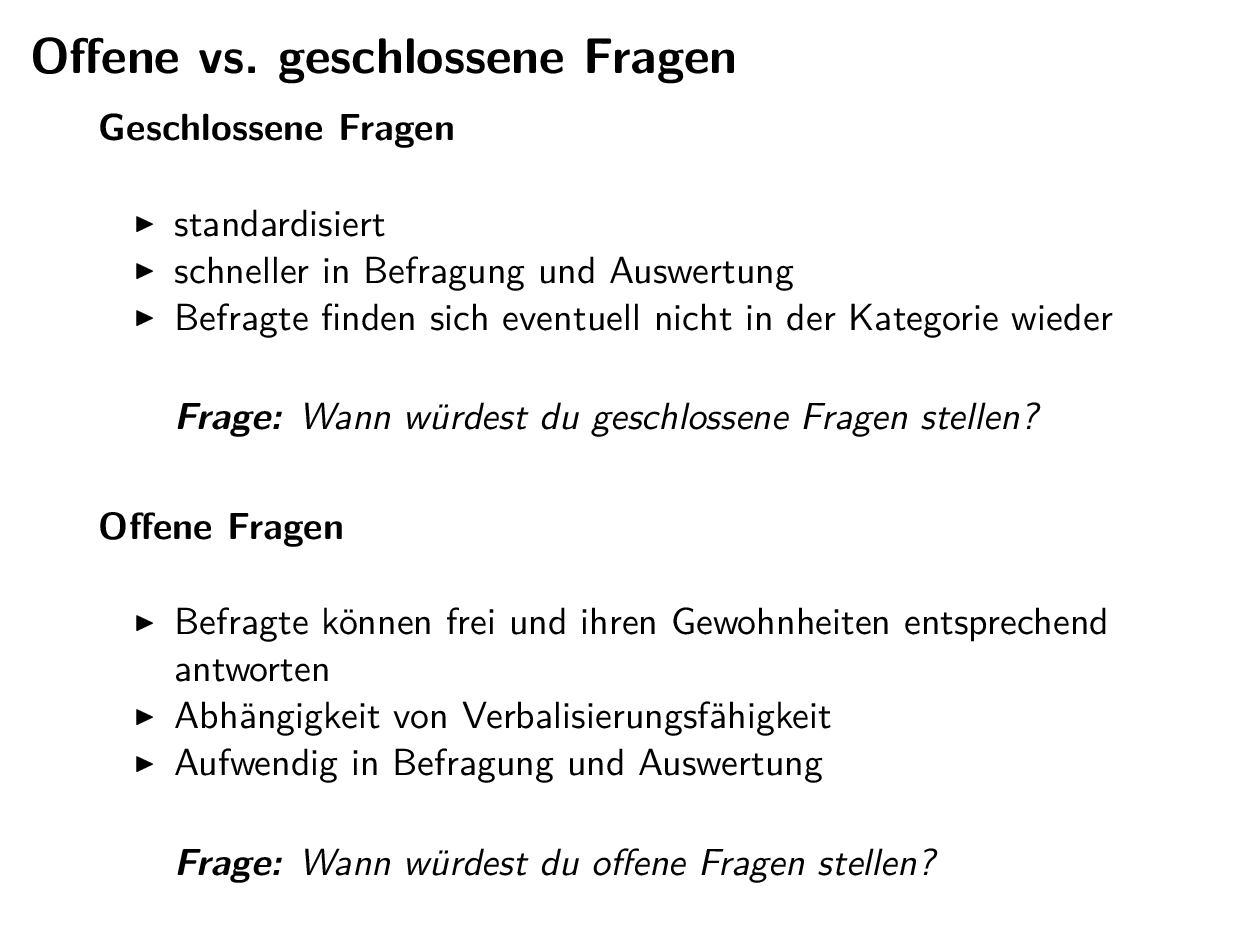 Offene vs. geschlossene Fragen
Geschlossene Fragen
▶ standardisiert
▶ schneller in Befragung und Auswertung
▶ Befragte finden sich eventuell nicht in der Kategorie wieder
Frage: Wann würdest du geschlossene Fragen stellen?
Offene Fragen
▶ Befragte können frei und ihren Gewohnheiten entsprechend
antworten
▶ Abhängigkeit von Verbalisierungsfähigkeit
▶ Aufwendig in Befragung und Auswertung
Frage: Wann würdest du offene Fragen stellen?